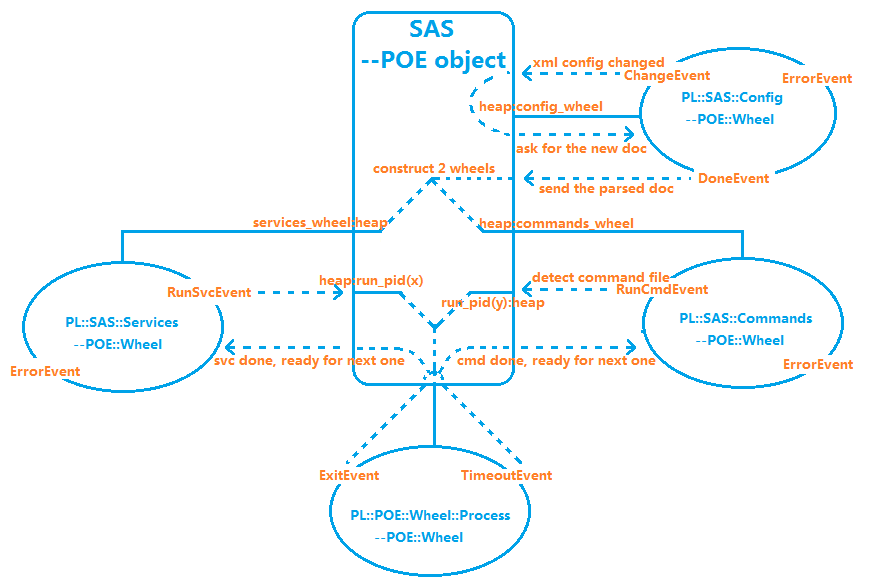 SAS
--POE object
xml config changed
ChangeEvent
ErrorEvent
PL::SAS::Config
--POE::Wheel
heap:config_wheel
ask for the new doc
construct 2 wheels
DoneEvent
send the parsed doc
services_wheel:heap
heap:commands_wheel
heap:run_pid(x)
detect command file
RunSvcEvent
RunCmdEvent
run_pid(y):heap
PL::SAS::Services
--POE::Wheel
PL::SAS::Commands
--POE::Wheel
svc done, ready for next one
cmd done, ready for next one
ErrorEvent
ErrorEvent
ExitEvent
TimeoutEvent
PL::POE::Wheel::Process
--POE::Wheel